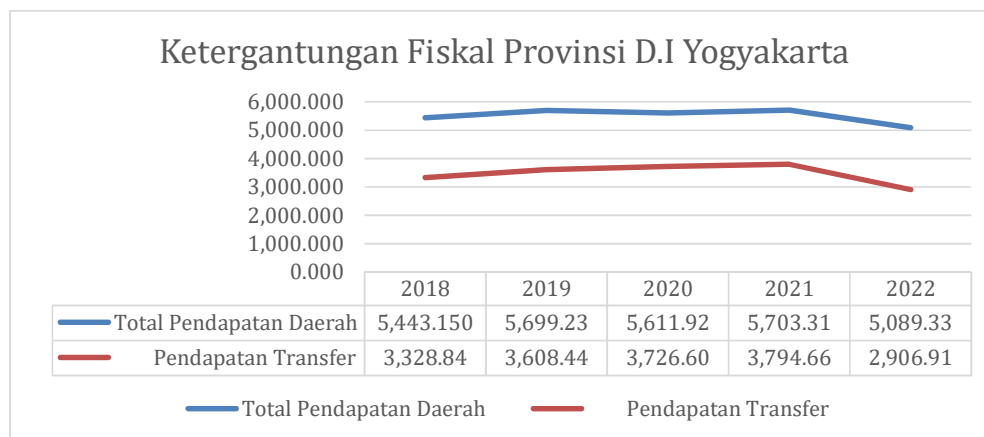 Ketergantungan Fiskal Provinsi D.I Yogyakarta
6,000.000
5,000.000
4,000.000
3,000.000
2,000.000
1,000.000
0.000
2018 2019 2020 2021 2022
Total Pendapatan Daerah 5,443.150 5,699.23 5,611.92 5,703.31 5,089.33
Pendapatan Transfer 3,328.84 3,608.44 3,726.60 3,794.66 2,906.91
Total Pendapatan Daerah Pendapatan Transfer